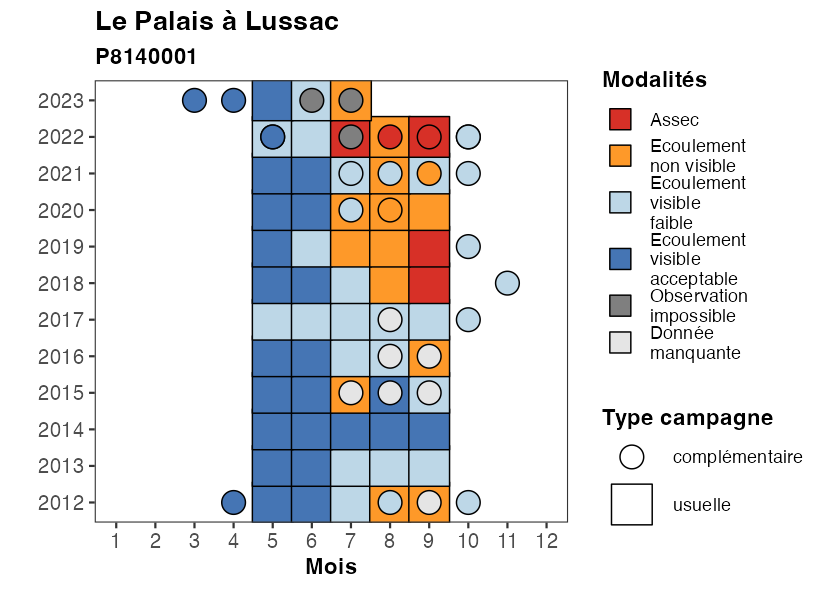 Le Palais à Lussac
P8140001
2023
2022
2021
2020
2019
2018
2017
2016
2015
2014
2013
2012
1 2 3 4 5 6 7 8 9 10 11 12
Mois
Modalités
Assec
Ecoulement
non visible
Ecoulement
visible
faible
Ecoulement
visible
acceptable
Observation
impossible
Donnée
manquante
Type campagne
complémentaire
usuelle